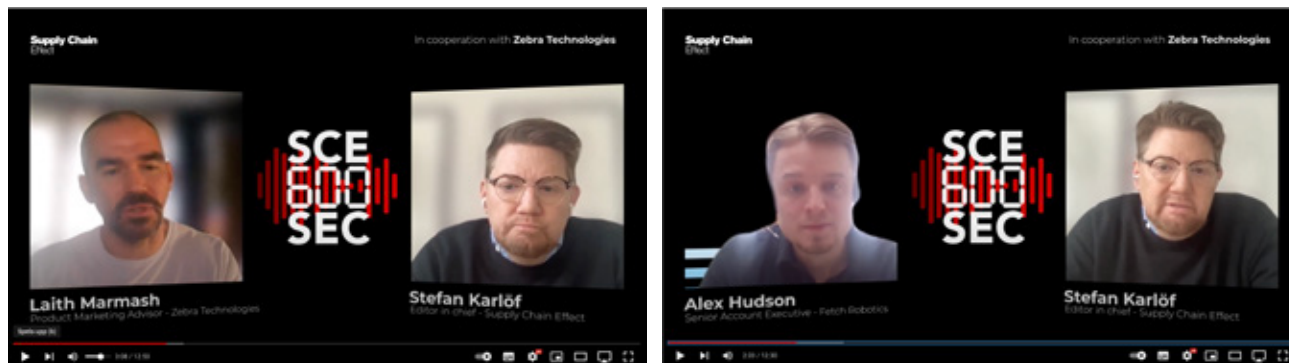 Supply Chain
Effect
In cooperation with Zebra Technologies
SCE
600
SEC
Laith Marmash
Product Marketing Advisor - Zebra Technologies
Stefan Karlöf
Editor in chief - Supply Chain Effect
Supply Chain
Effect
In cooperation with Zebra Technologies
SCE
600
SEC
Alex Hudson
Senior Account Executive - Fetch Robotics
Stefan Karlöf
Editor in chief - Supply Chain Effect